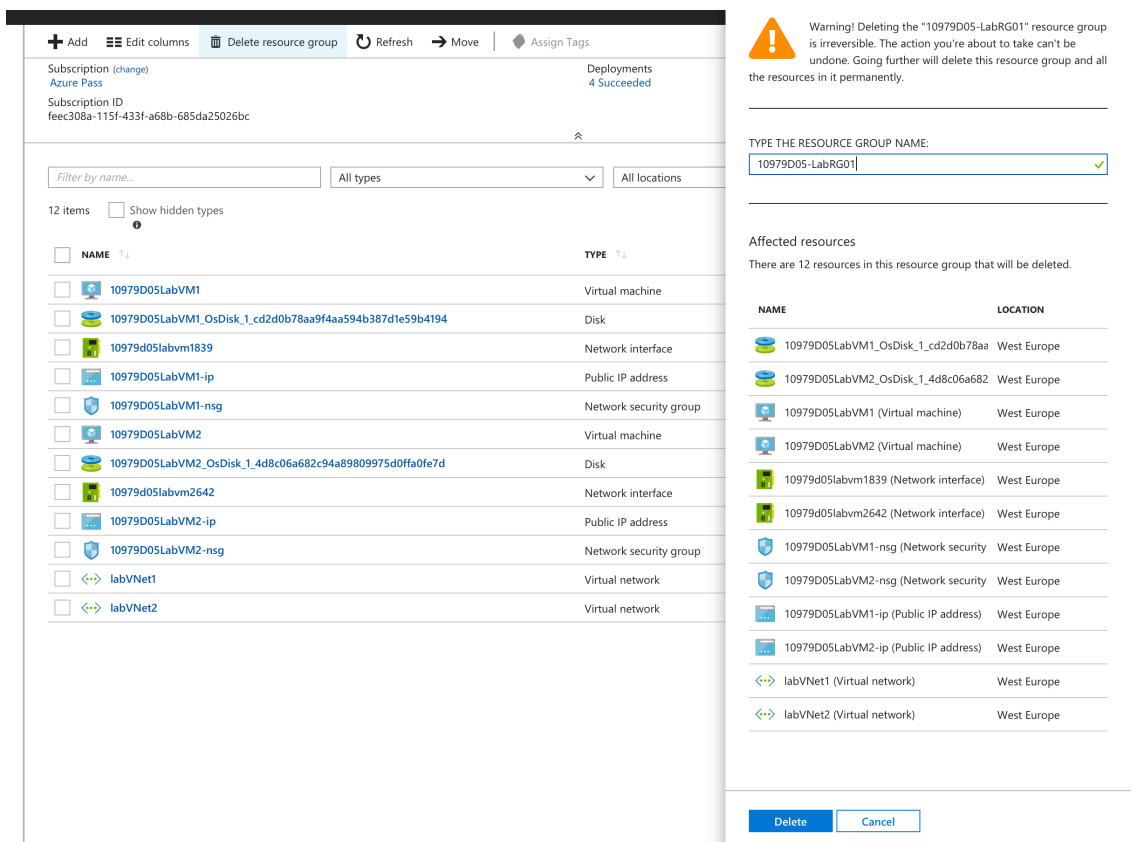 Add Edit columns Delete resource group Refresh Move Assign Tags
Subscription (change)
Azure Pass
Deployments
4 Succeeded
Subscription ID
feec308a-115f-433f-a68b-685da25026bc
Filter by name...
All types
All locations
12 items Show hidden types
NAME TYPE
10979D05LabVM1 Virtual machine
10979D05LabVM1_OsDisk_1_cd2d0b78aa9f4aa594b387d1e59b4194 Disk
10979d05labvm1839 Network interface
10979D05LabVM1-ip Public IP address
10979D05LabVM1-nsg Network security group
10979D05LabVM2 Virtual machine
10979D05LabVM2_OsDisk_1_4d8c06a682c94a89809975d0ffa0fe7d Disk
10979d05labvm2642 Network interface
10979D05LabVM2-ip Public IP address
10979D05LabVM2-nsg Network security group
labVNet1 Virtual network
labVNet2 Virtual network
Warning! Deleting the "10979D05-LabRG01" resource group
is irreversible. The action you're about to take can't be
undone. Going further will delete this resource group and all
the resources in it permanently.
TYPE THE RESOURCE GROUP NAME:
10979D05-LabRG01
Affected resources
There are 12 resources in this resource group that will be deleted.
NAME LOCATION
10979D05LabVM1_OsDisk_1_cd2d0b78aa West Europe
10979D05LabVM2_OsDisk_1_4d8c06a682 West Europe
10979D05LabVM1 (Virtual machine) West Europe
10979D05LabVM2 (Virtual machine) West Europe
10979d05labvm1839 (Network interface) West Europe
10979d05labvm2642 (Network interface) West Europe
10979D05LabVM1-nsg (Network security West Europe
10979D05LabVM2-nsg (Network security West Europe
10979D05LabVM1-ip (Public IP address) West Europe
10979D05LabVM2-ip (Public IP address) West Europe
labVNet1 (Virtual network) West Europe
labVNet2 (Virtual network) West Europe
Delete Cancel